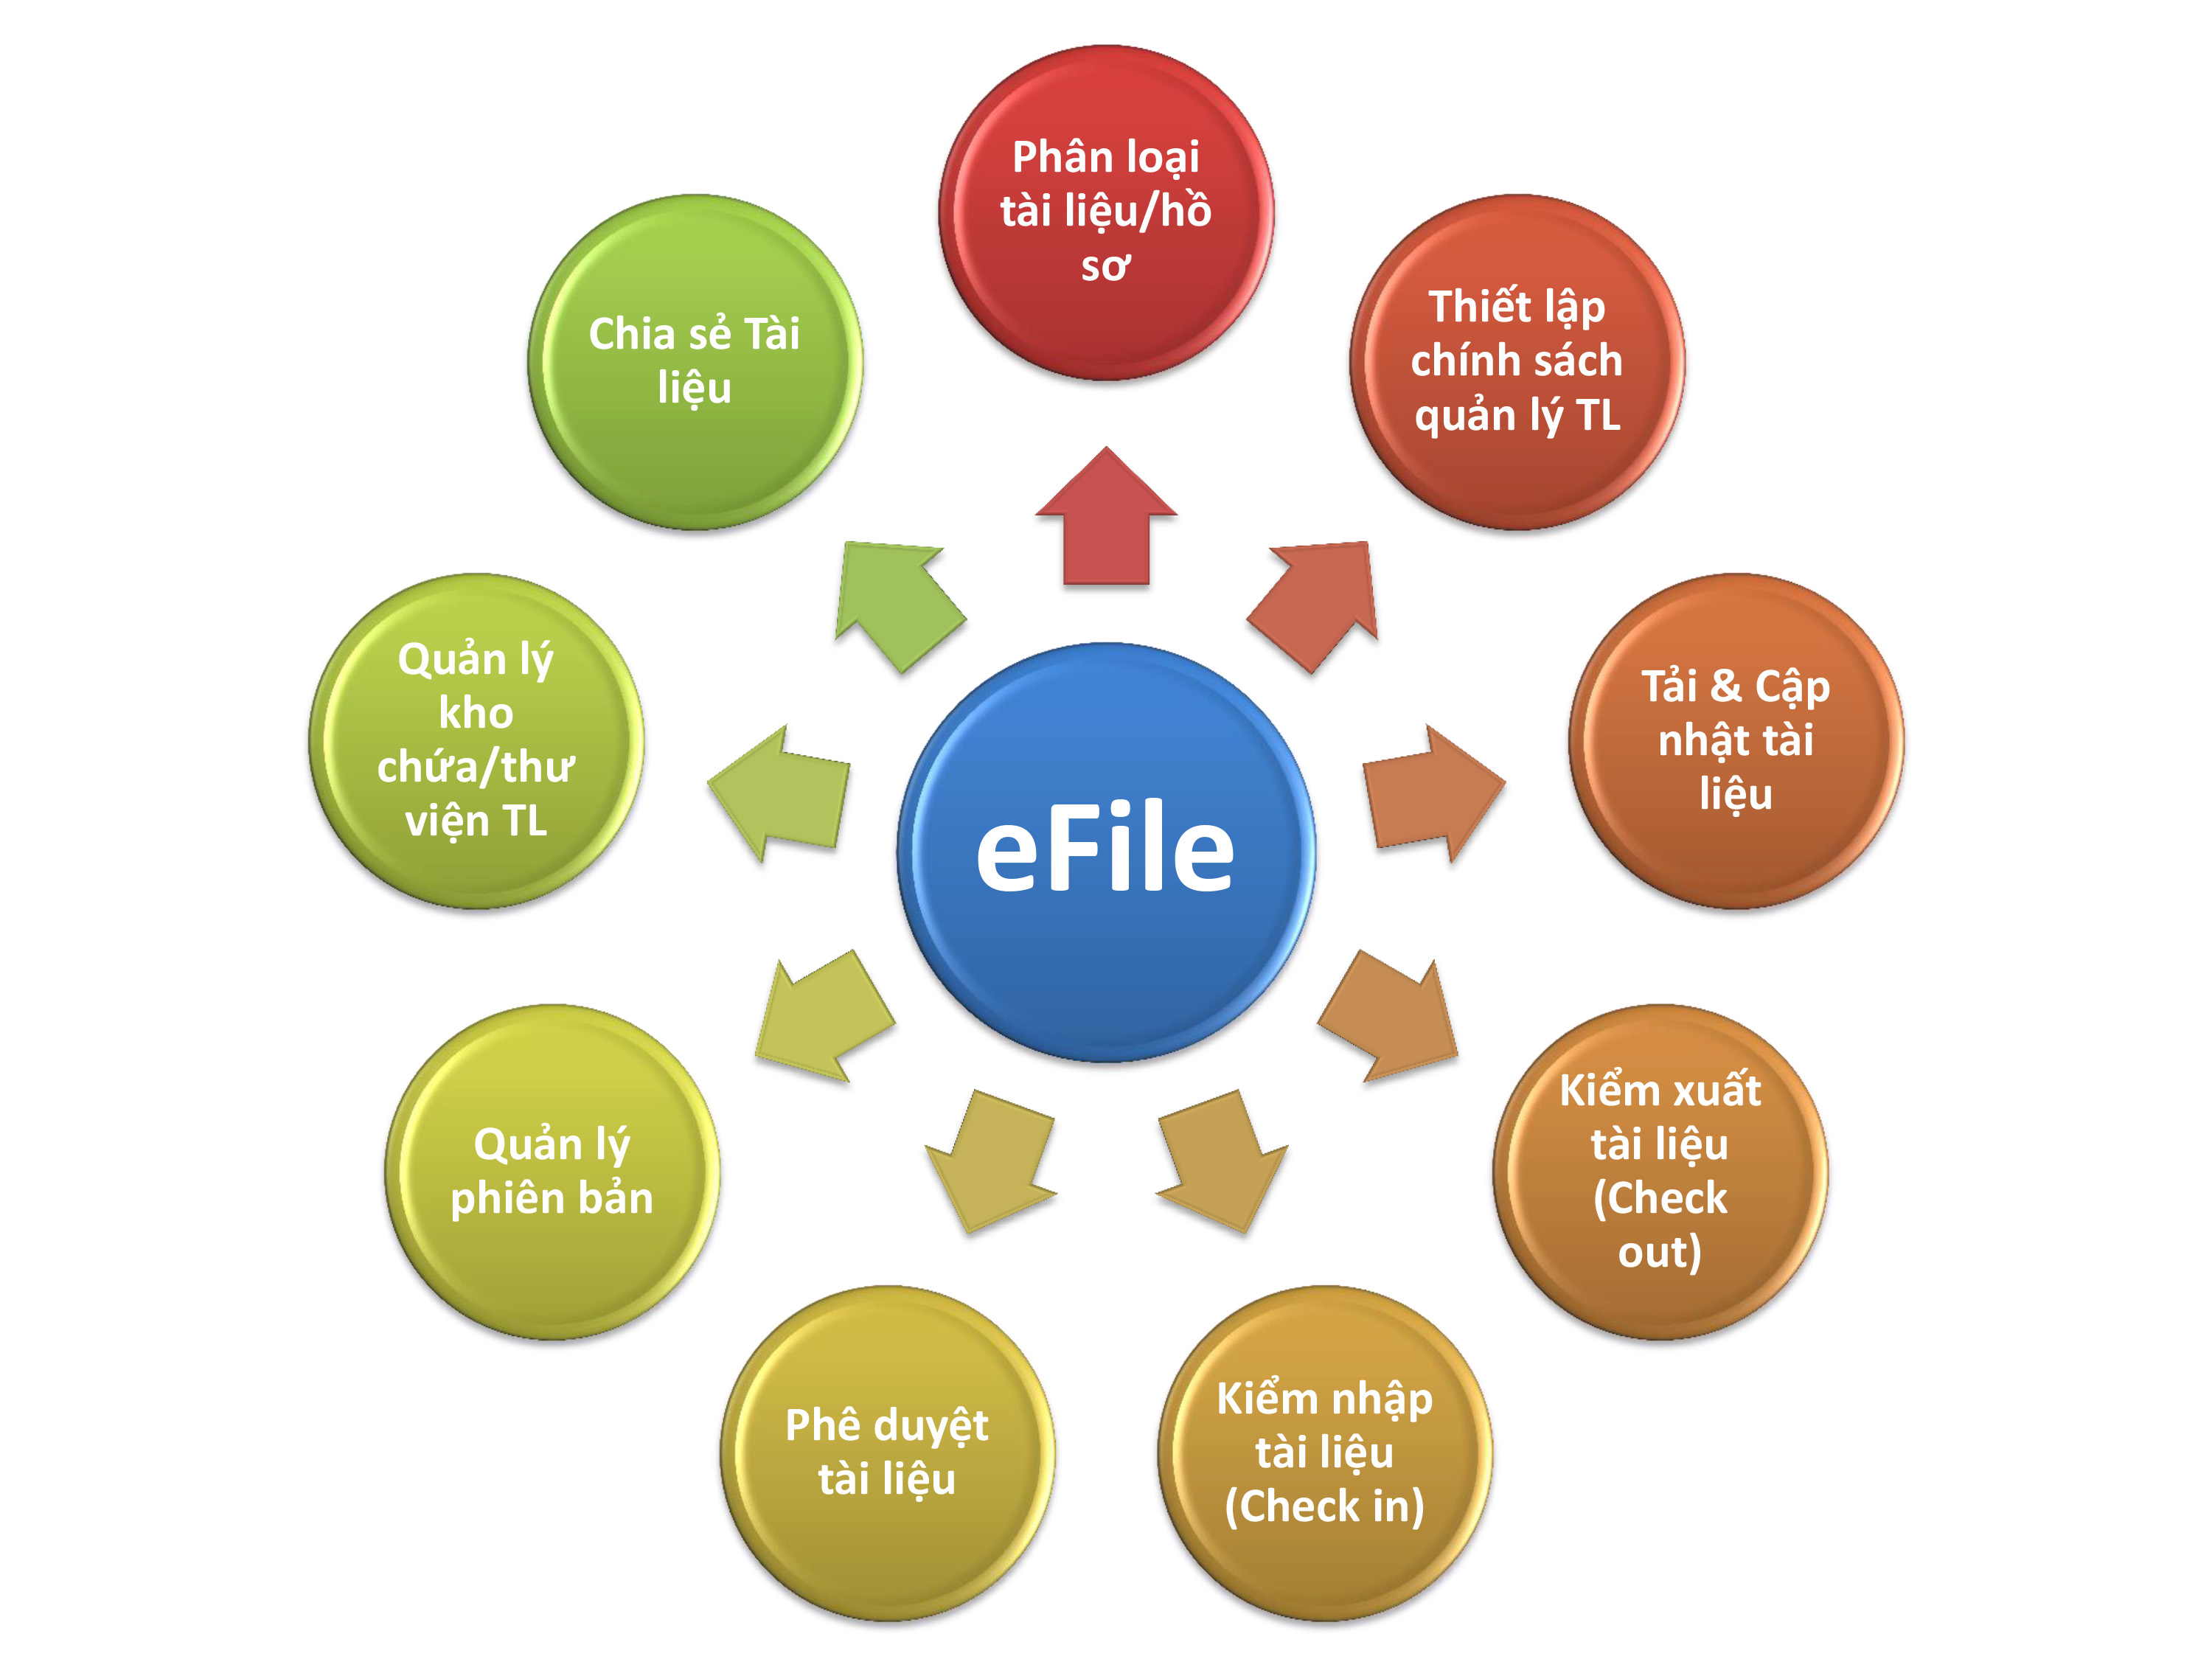 Phân loại
tài liệu/hồ
sơ
Thiết lập
chính sách
quản lý TL
Tải & Cập
nhật tài
liệu
Kiểm xuất
tài liệu
(Check
out)
Kiểm nhập
tài liệu
(Check in)
Phê duyệt
tài liệu
Quản lý
phiên bản
Quản lý
kho
chứa/thư
viện TL
Chia sẻ Tài
liệu
eFile